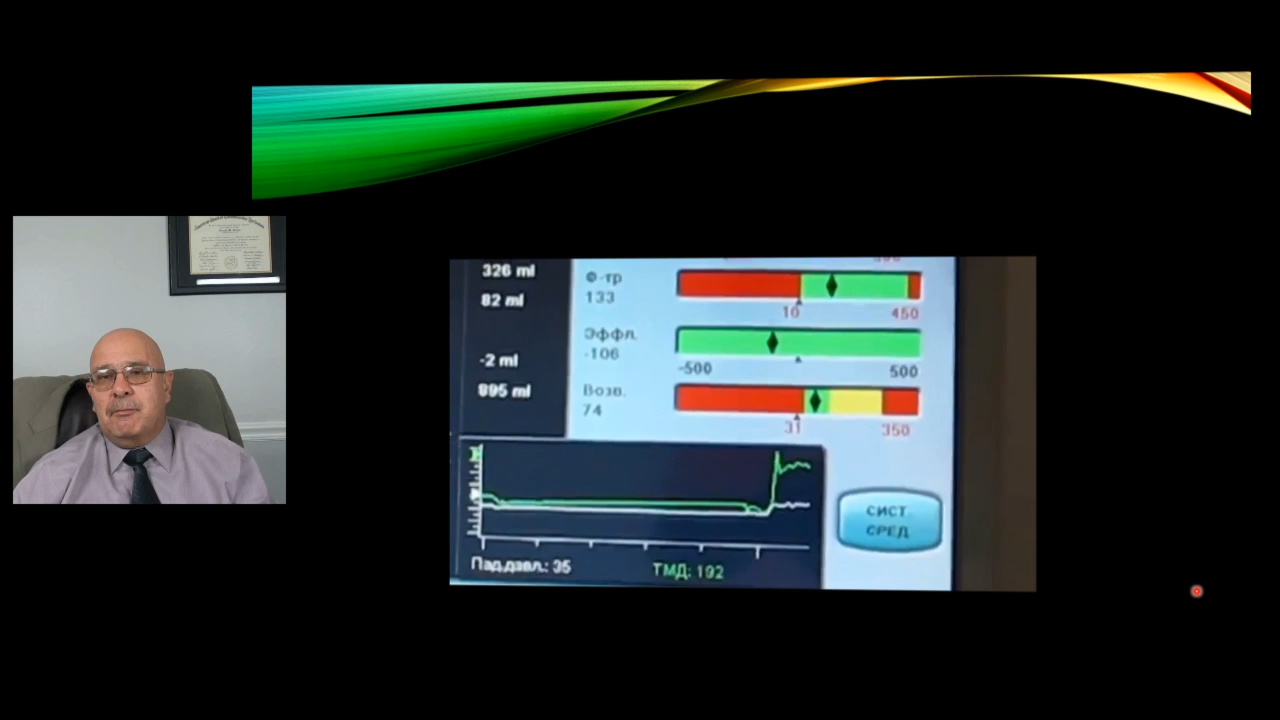 326 ml
82 ml
-2 ml
895 ml
Ф-тр
133
10
450
Эффл.
-106
-500
500
Возв.
74
31
350
Пад.давл.: 35
ТМД: 192
СИСТ.
СРЕД